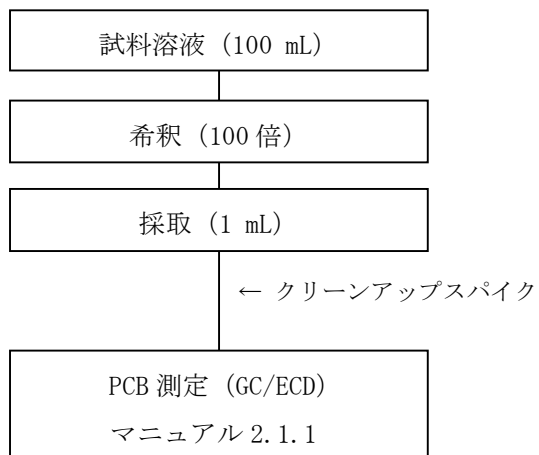 試料溶液（100 mL）
希釈（100 倍）
採取（1 mL）
← クリーンアップスパイク
PCB 測定（GC/ECD）
マニュアル 2.1.1